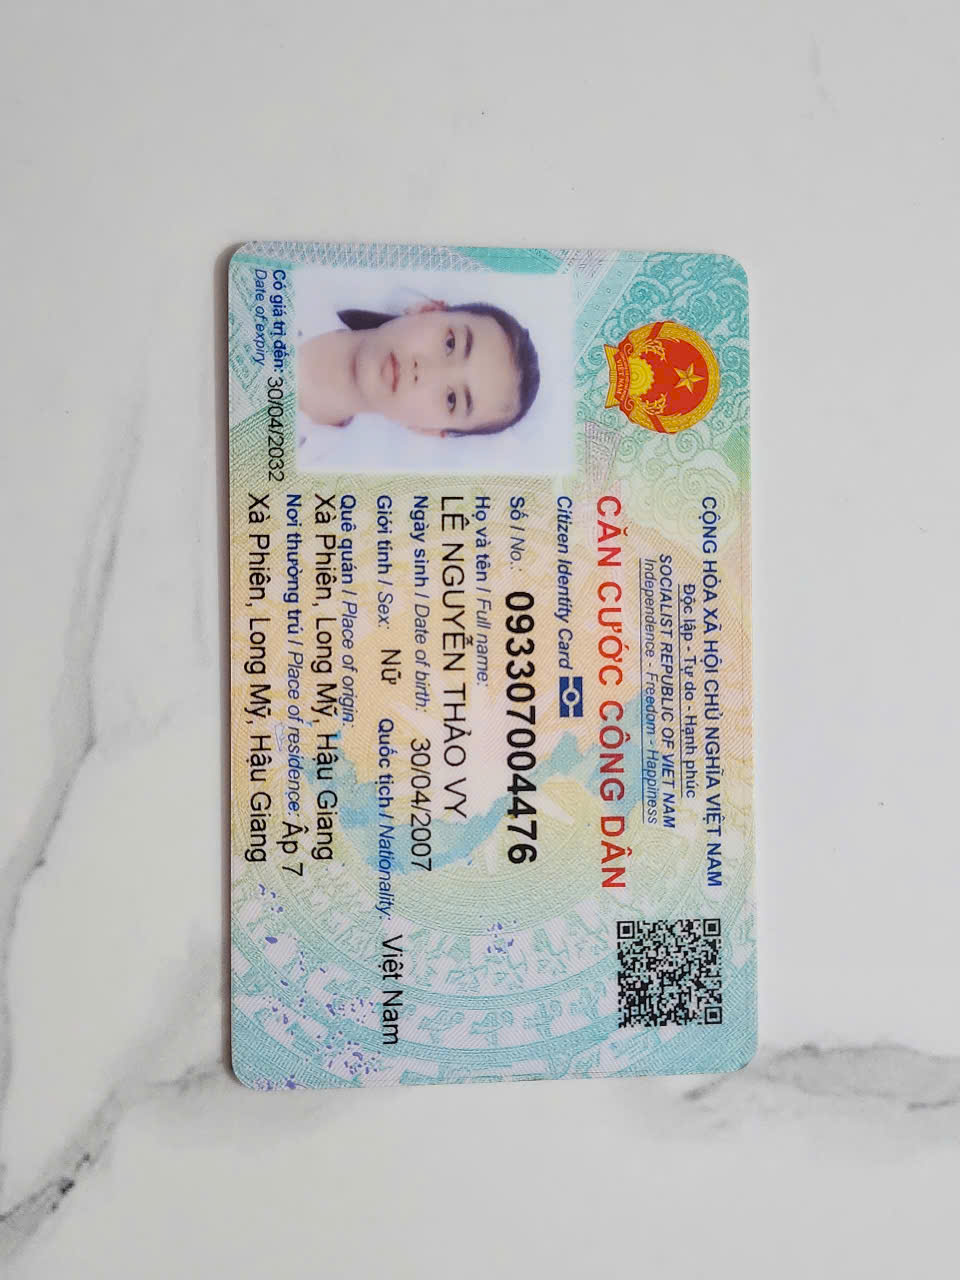 CỘNG HÒA XÃ HỘI CHỦ NGHĨA VIỆT NAM
Độc lập - Tự do - Hạnh phúc
SOCIALIST REPUBLIC OF VIET NAM
Independence - Freedom - Happiness
CĂN CƯỚC CÔNG DÂN
Citizen Identity Card
Số / No.: 093307004476
Họ và tên / Full name:
LÊ NGUYỄN THẢO VY
Ngày sinh / Date of birth: 30/04/2007
Giới tính / Sex: Nữ Quốc tịch / Nationality: Việt Nam
Quê quán / Place of origin:
Xà Phiên, Long Mỹ, Hậu Giang
Nơi thường trú / Place of residence: Ấp 7
Xà Phiên, Long Mỹ, Hậu Giang
Có giá trị đến: 30/04/2032
Date of expiry
VIỆT NAM